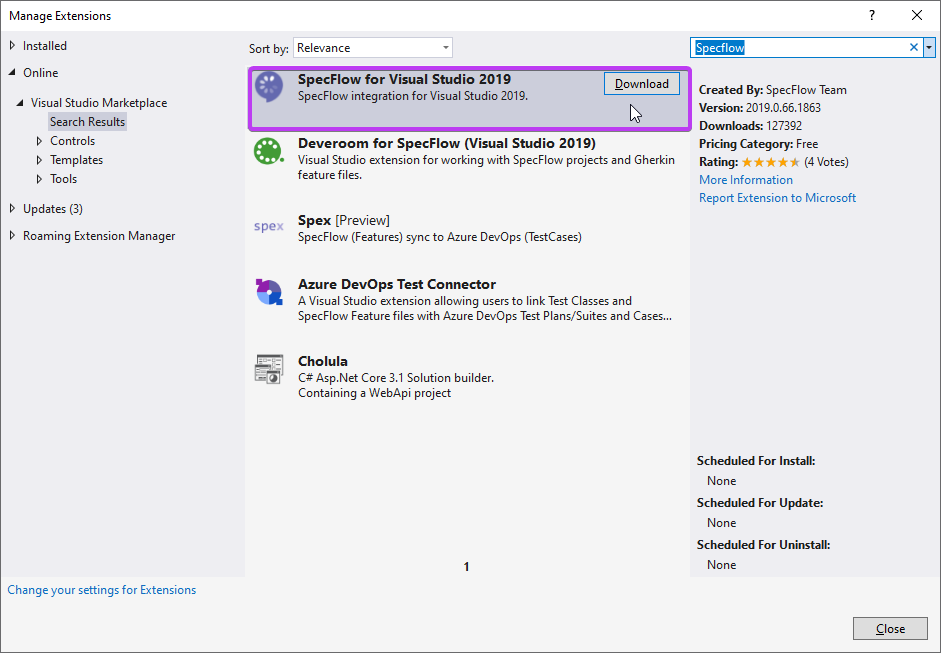 Manage Extensions
?
Installed
Online
Visual Studio Marketplace
Search Results
Controls
Templates
Tools
Updates (3)
Roaming Extension Manager
Sort by: Relevance
SpecFlow for Visual Studio 2019
SpecFlow integration for Visual Studio 2019.
Download
Deveroom for SpecFlow (Visual Studio 2019)
Visual Studio extension for working with SpecFlow projects and Gherkin
feature files.
spex
Spex [Preview]
SpecFlow (Features) sync to Azure DevOps (TestCases)
Azure DevOps Test Connector
A Visual Studio extension allowing users to link Test Classes and
SpecFlow Feature files with Azure DevOps Test Plans/Suites and Cases...
Cholula
C# Asp.Net Core 3.1 Solution builder.
Containing a WebApi project
1
Specflow
Created By: SpecFlow Team
Version: 2019.0.66.1863
Downloads: 127392
Pricing Category: Free
Rating: (4 Votes)
More Information
Report Extension to Microsoft
Scheduled For Install:
None
Scheduled For Update:
None
Scheduled For Uninstall:
None
Change your settings for Extensions
Close